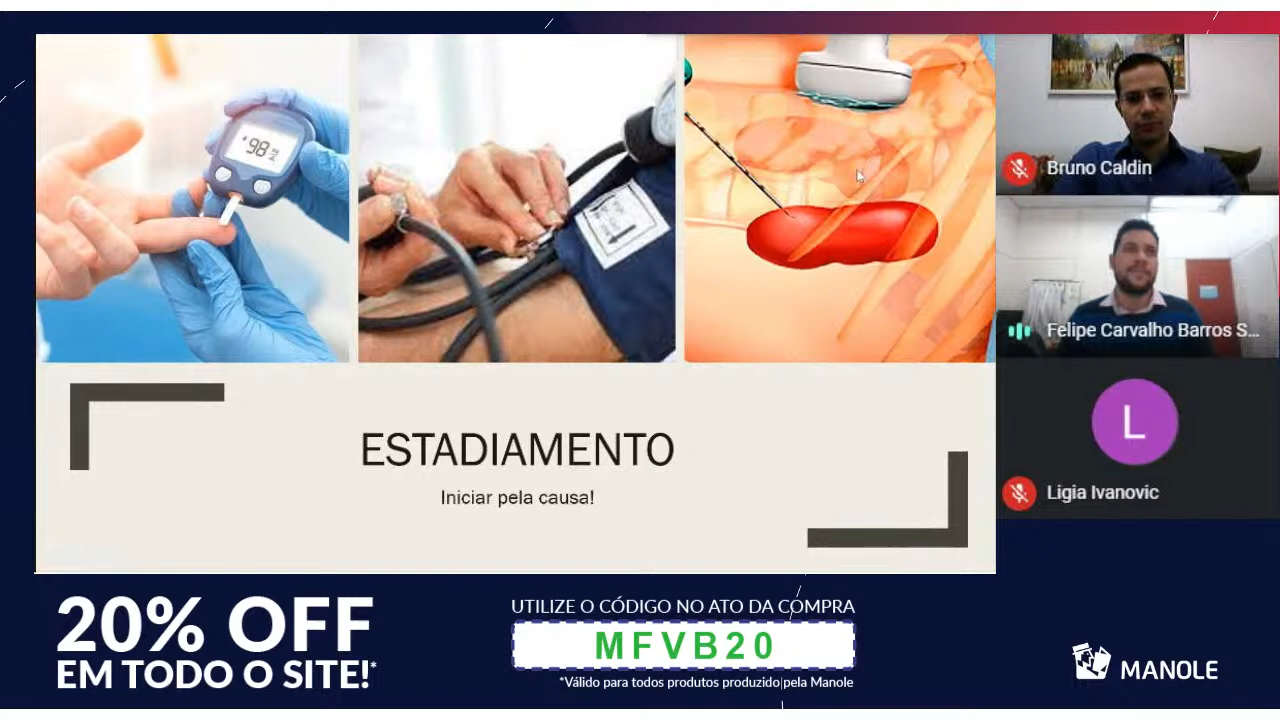 98
Bruno Caldin
Felipe Carvalho Barros S...
L
Ligia Ivanovic
ESTADIAMENTO
Iniciar pela causa!
20% OFF
EM TODO O SITE!*
UTILIZE O CÓDIGO NO ATO DA COMPRA
MFVB20
*Válido para todos produtos produzido pela Manole
MANOLE